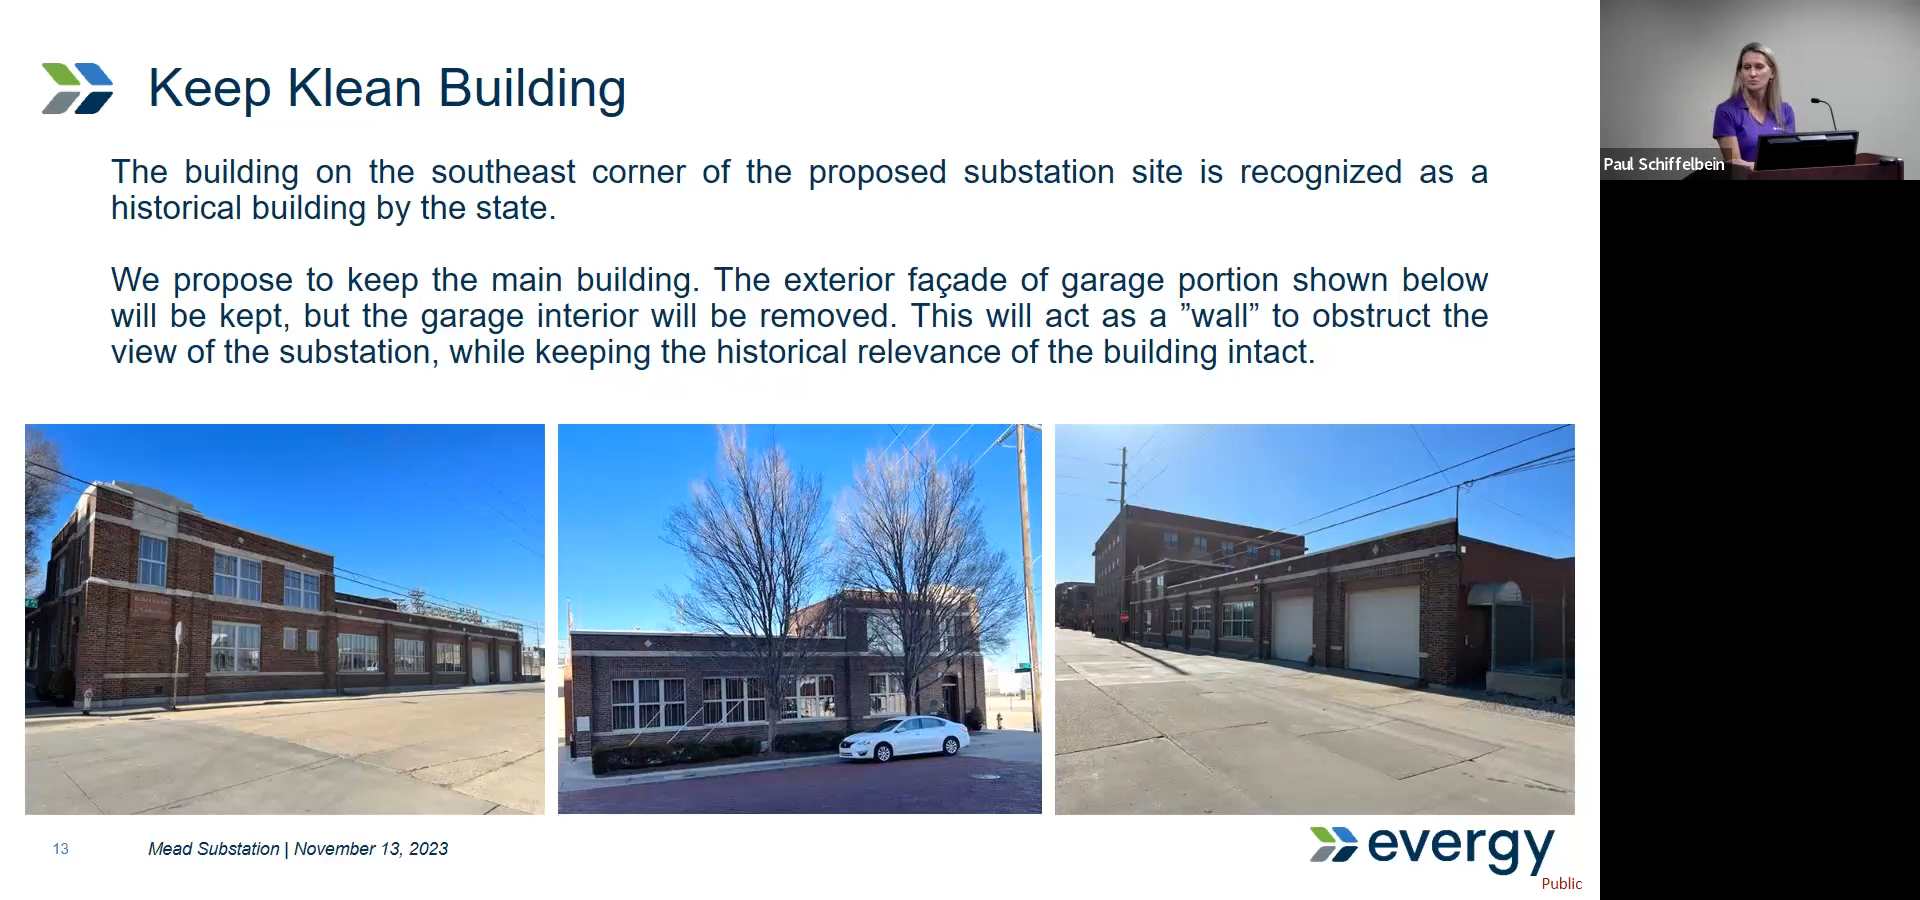 Keep Klean Building
The building on the southeast corner of the proposed substation site is recognized as a
historical building by the state.
We propose to keep the main building. The exterior façade of garage portion shown below
will be kept, but the garage interior will be removed. This will act as a ”wall” to obstruct the
view of the substation, while keeping the historical relevance of the building intact.
13
Mead Substation | November 13, 2023
evergy
Public
Paul Schiffelbein